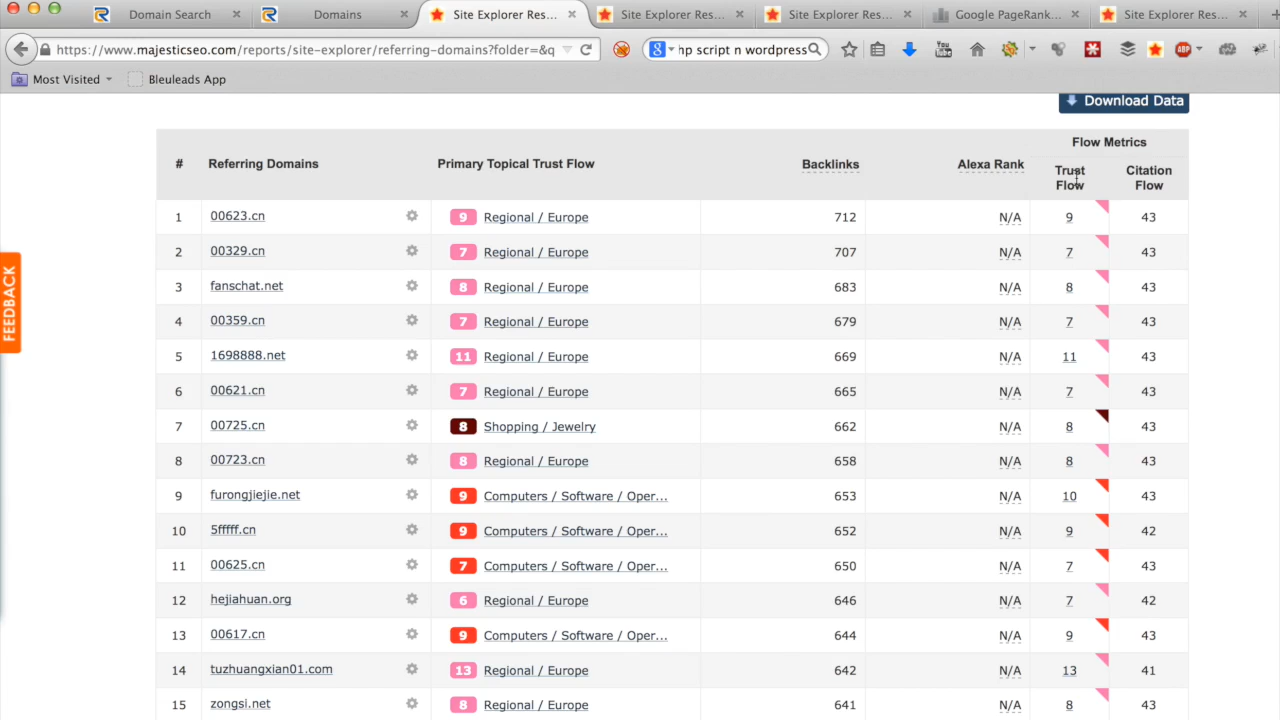 Domain Search
Domains
Site Explorer Res...
Site Explorer Res...
Site Explorer Res...
Google PageRank...
Site Explorer Res...
https://www.majesticseo.com/reports/site-explorer/referring-domains?folder=&q
hp script n wordpress
You Tube
ABP
Most Visited
Bleuleads App
Download Data
# Referring Domains Primary Topical Trust Flow Backlinks Alexa Rank Flow Metrics
Trust Flow Citation Flow
1 00623.cn 9 Regional / Europe 712 N/A 9 43
2 00329.cn 7 Regional / Europe 707 N/A 7 43
3 fanschat.net 8 Regional / Europe 683 N/A 8 43
4 00359.cn 7 Regional / Europe 679 N/A 7 43
5 1698888.net 11 Regional / Europe 669 N/A 11 43
6 00621.cn 7 Regional / Europe 665 N/A 7 43
7 00725.cn 8 Shopping / Jewelry 662 N/A 8 43
8 00723.cn 8 Regional / Europe 658 N/A 8 43
9 furongjiejie.net 9 Computers / Software / Oper... 653 N/A 10 43
10 5fffff.cn 9 Computers / Software / Oper... 652 N/A 9 42
11 00625.cn 7 Computers / Software / Oper... 650 N/A 7 43
12 hejiahuan.org 6 Regional / Europe 646 N/A 7 42
13 00617.cn 9 Computers / Software / Oper... 644 N/A 9 43
14 tuzhuangxian01.com 13 Regional / Europe 642 N/A 13 41
15 zongsi.net 8 Regional / Europe 641 N/A 8 43
FEEDBACK